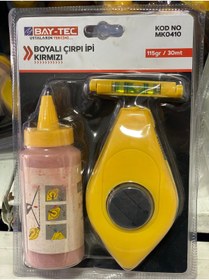 BAY-TEC
KOD NO
MK0410
BOYALI ÇIRPI İPİ
KIRMIZI
115gr / 30mt